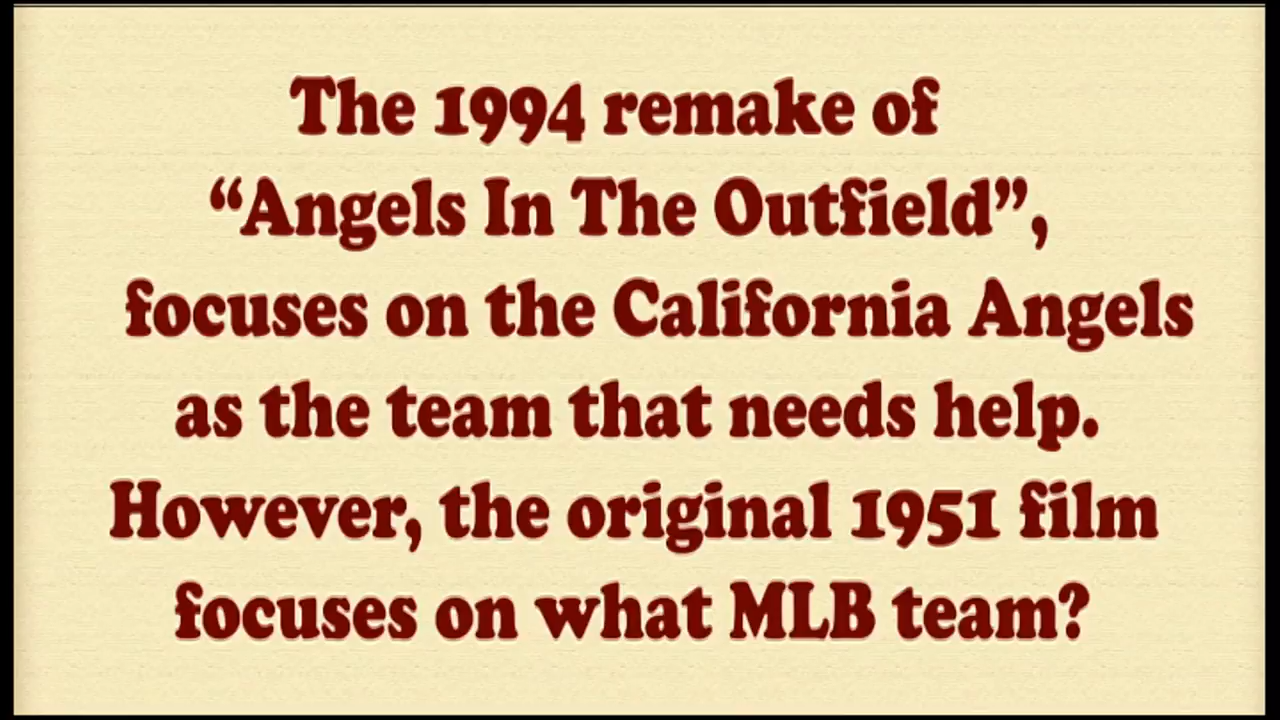 The 1994 remake of
“Angels In The Outfield”,
focuses on the California Angels
as the team that needs help.
However, the original 1951 film
focuses on what MLB team?